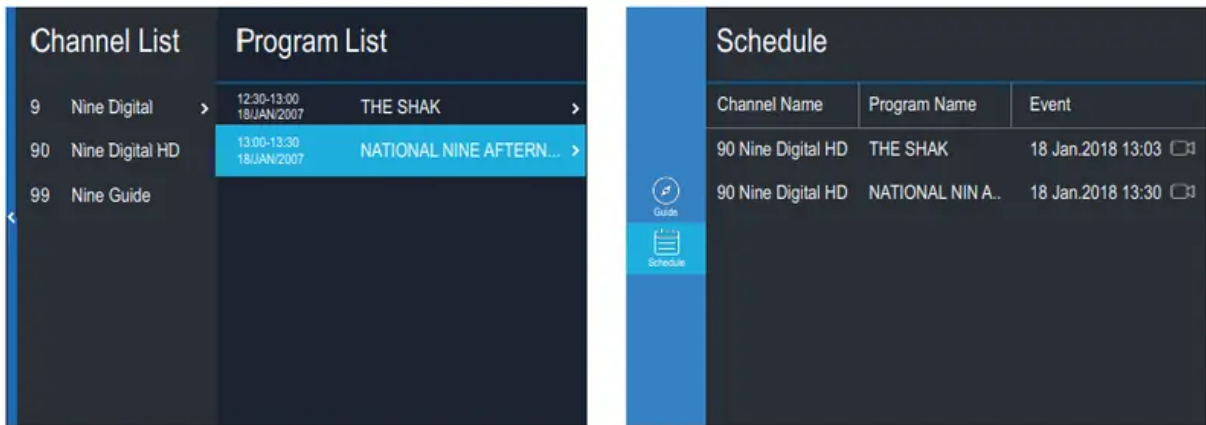 Channel List
Program List
9 Nine Digital
12:30-13:00
18/JAN/2007
THE SHAK
90 Nine Digital HD
13:00-13:30
18/JAN/2007
NATIONAL NINE AFTERN...
99 Nine Guide
Guide
Schedule
Schedule
Channel Name Program Name Event
90 Nine Digital HD THE SHAK 18 Jan.2018 13:03
90 Nine Digital HD NATIONAL NIN A.. 18 Jan.2018 13:30